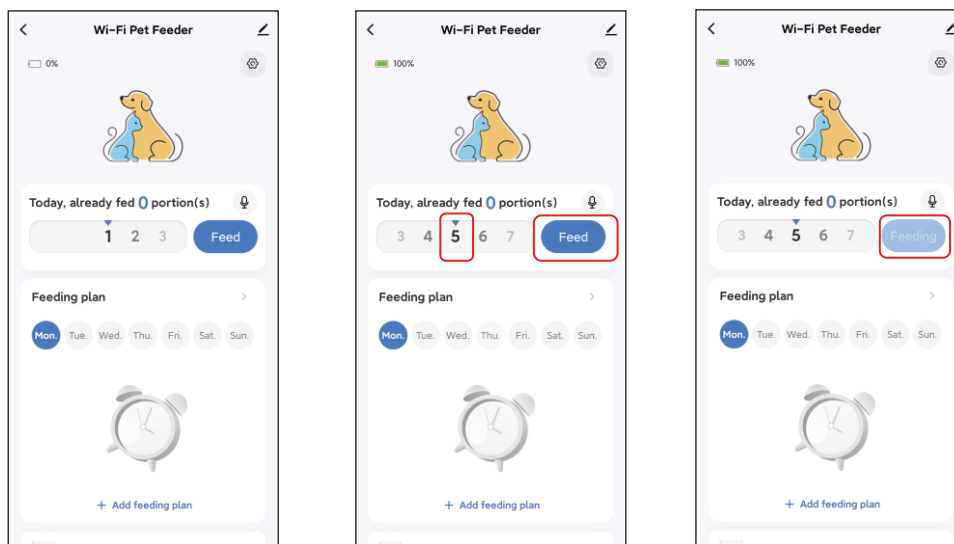 Wi-Fi Pet Feeder
0%
Today, already fed 0 portion(s)
1 2 3 Feed
Feeding plan
Mon. Tue. Wed. Thu. Fri. Sat. Sun.
+ Add feeding plan
Wi-Fi Pet Feeder
100%
Today, already fed 0 portion(s)
3 4 5 6 7 Feed
Feeding plan
Mon. Tue. Wed. Thu. Fri. Sat. Sun.
+ Add feeding plan
Wi-Fi Pet Feeder
100%
Today, already fed 0 portion(s)
3 4 5 6 7 Feeding
Feeding plan
Mon. Tue. Wed. Thu. Fri. Sat. Sun.
+ Add feeding plan